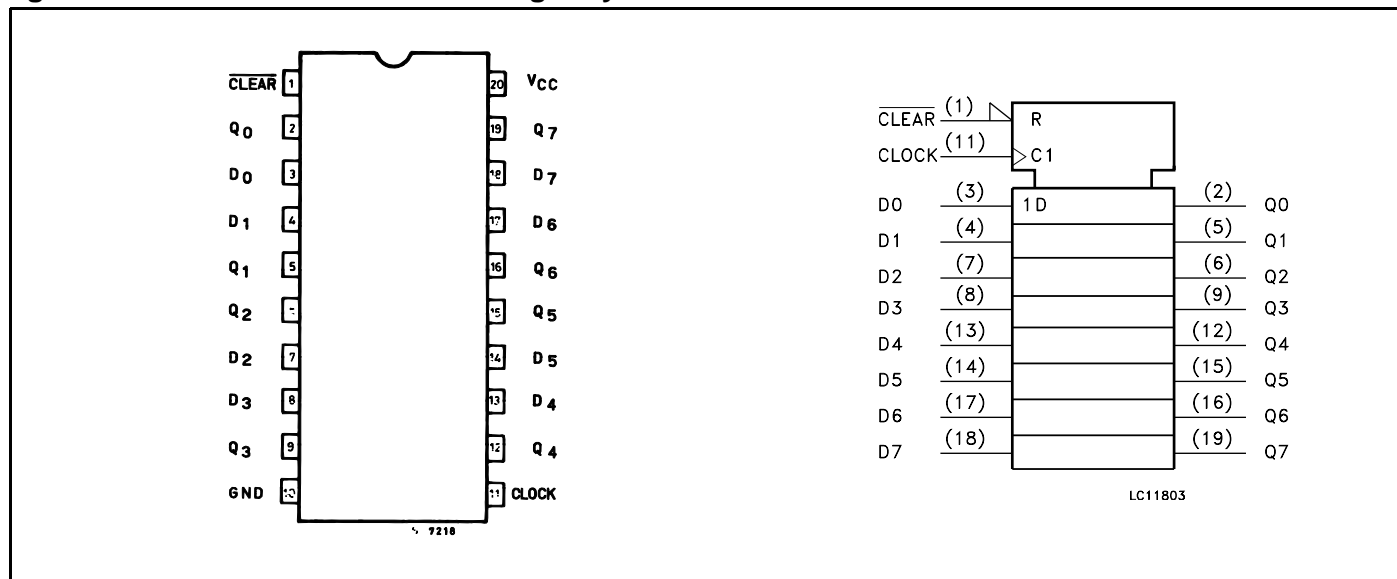 CLEAR 1 20 VCC
Q0 2 19 Q7
D0 3 18 D7
D1 4 17 D6
Q1 5 16 Q6
Q2 15 Q5
D2 7 14 D5
D3 8 13 D4
Q3 9 12 Q4
GND 10 11 CLOCK
7218
CLEAR (1) R
CLOCK (11) C1
D0 (3) 1D (2) Q0
D1 (4) (5) Q1
D2 (7) (6) Q2
D3 (8) (9) Q3
D4 (13) (12) Q4
D5 (14) (15) Q5
D6 (17) (16) Q6
D7 (18) (19) Q7
LC11803